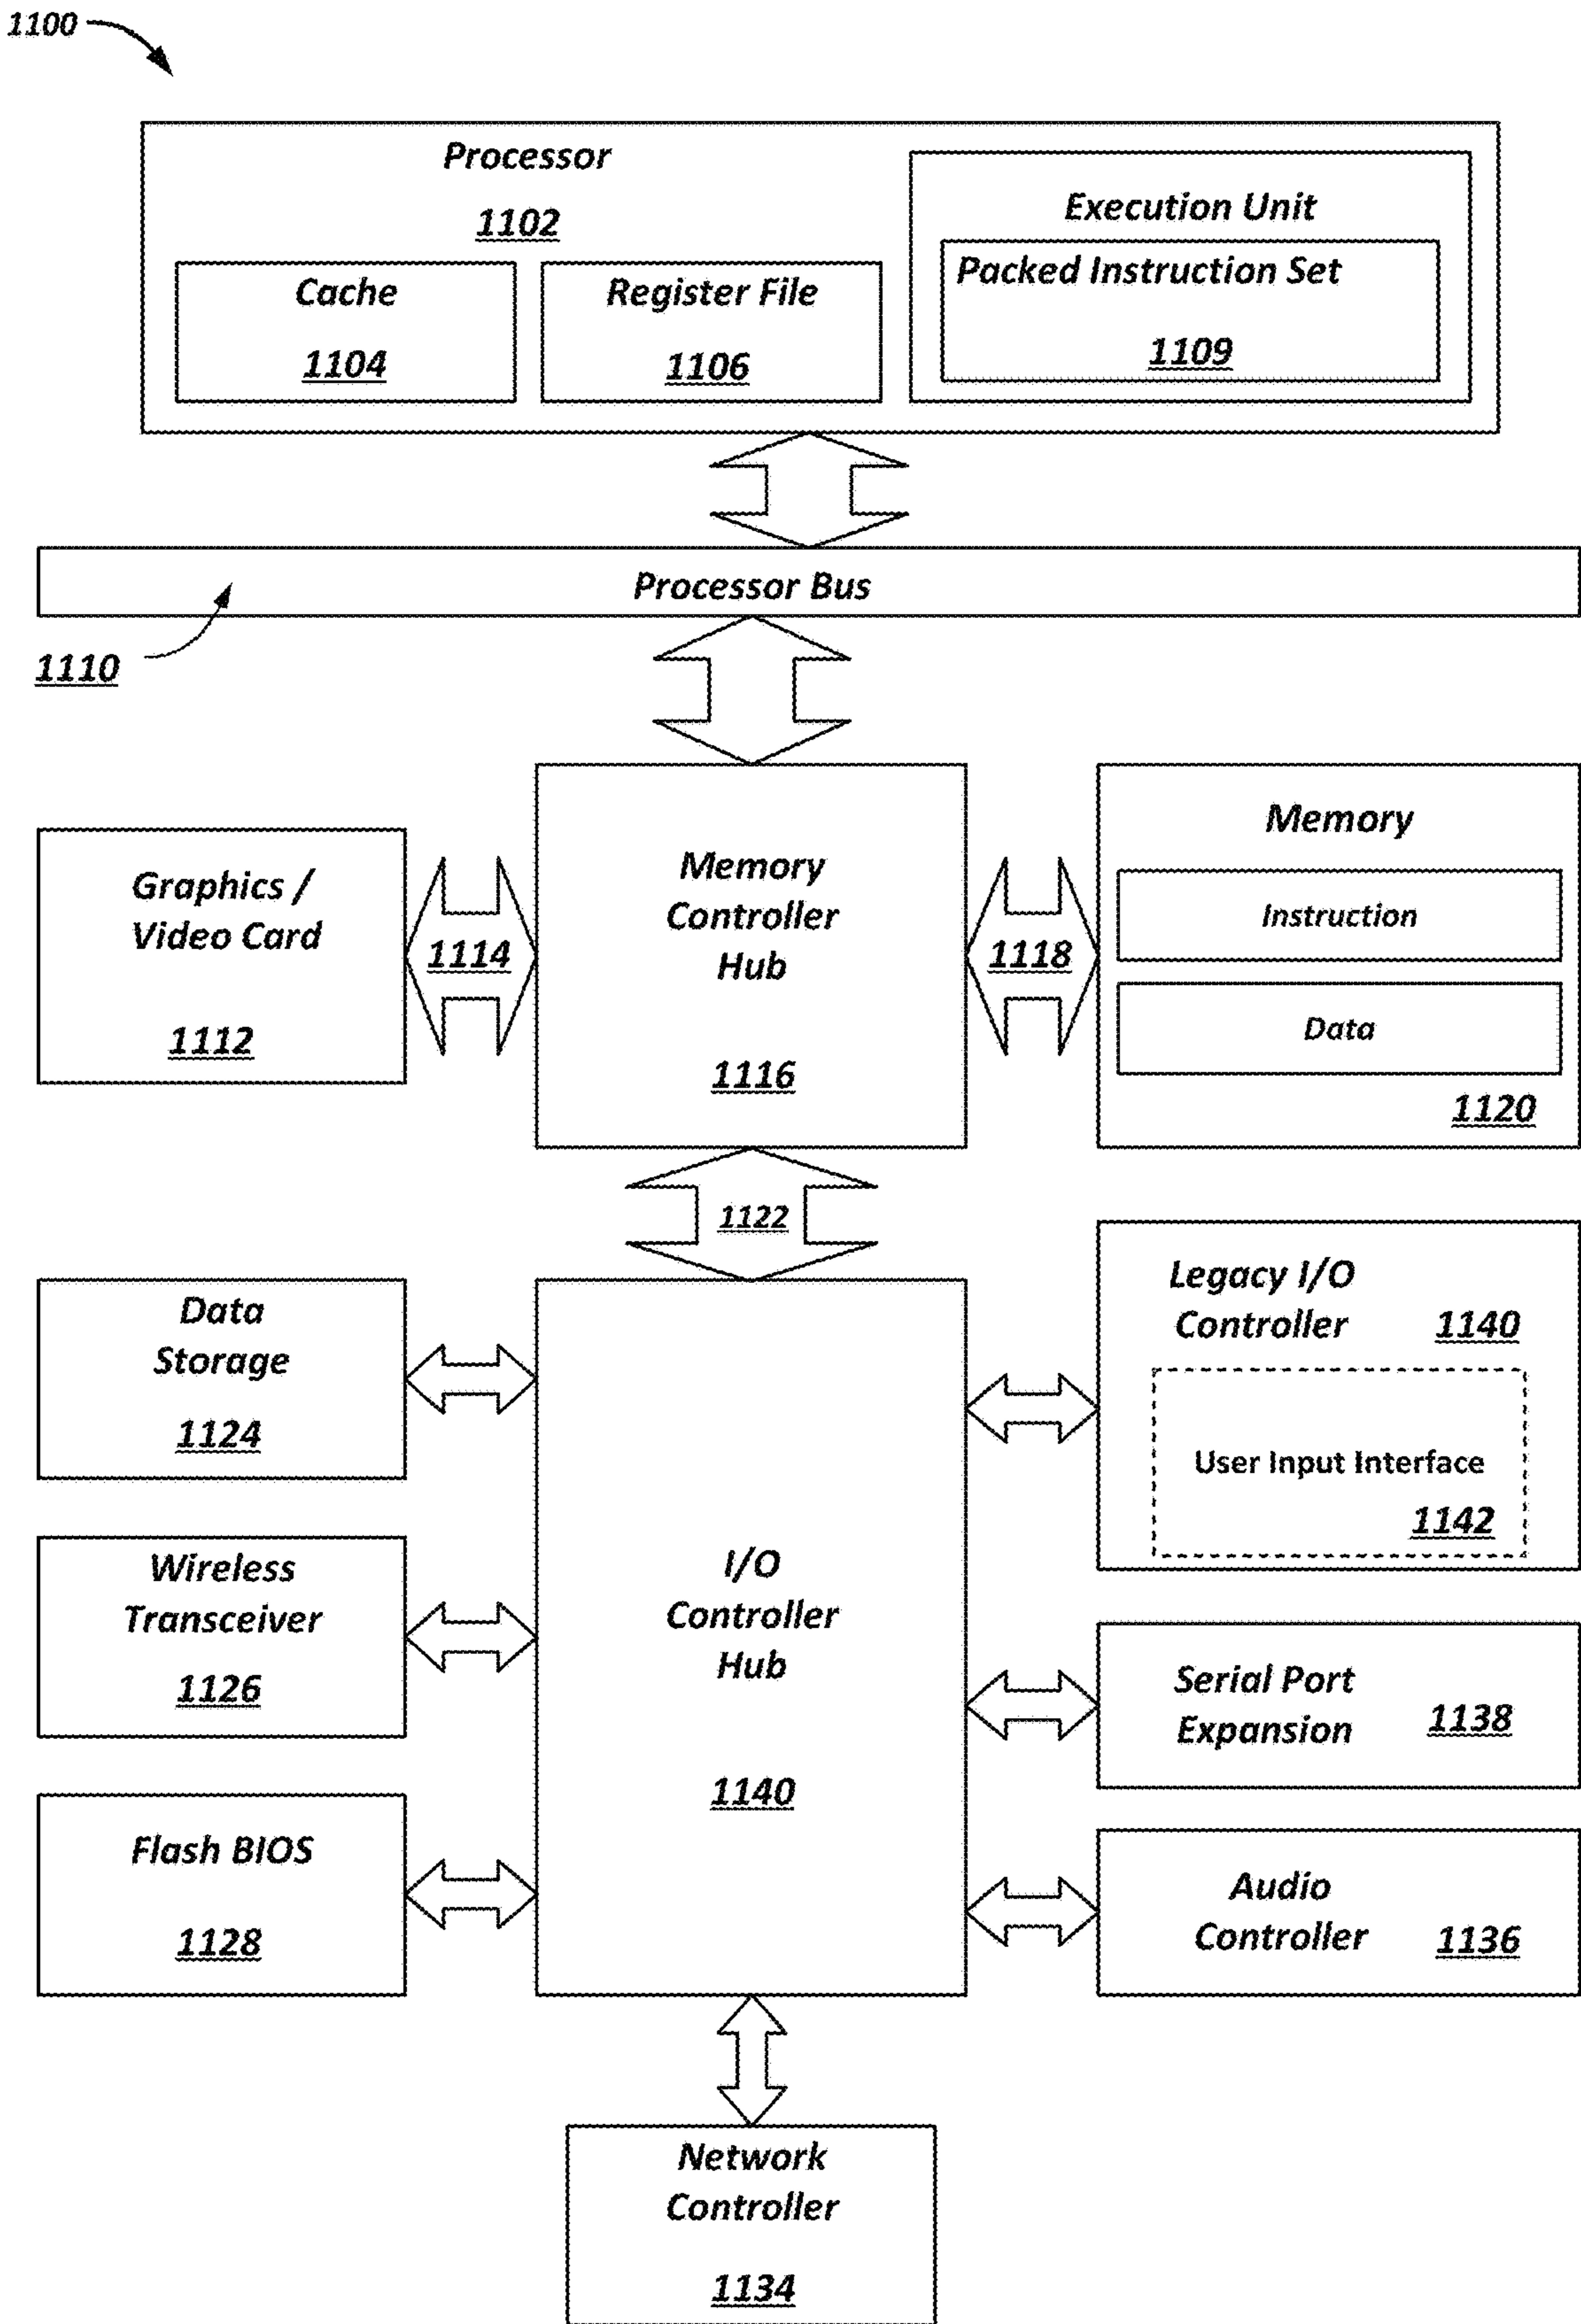 1100
Processor
1102
Cache
1104
Register File
1106
Execution Unit
Packed Instruction Set
1109
Processor Bus
1110
Graphics /
Video Card
1112
1114
Memory
Controller
Hub
1116
1118
Memory
Instruction
Data
1120
1122
Data
Storage
1124
Wireless
Transceiver
1126
Flash BIOS
1128
I/O
Controller
Hub
1140
Legacy I/O
Controller 1140
User Input Interface
1142
Serial Port
Expansion 1138
Audio
Controller 1136
Network
Controller
1134